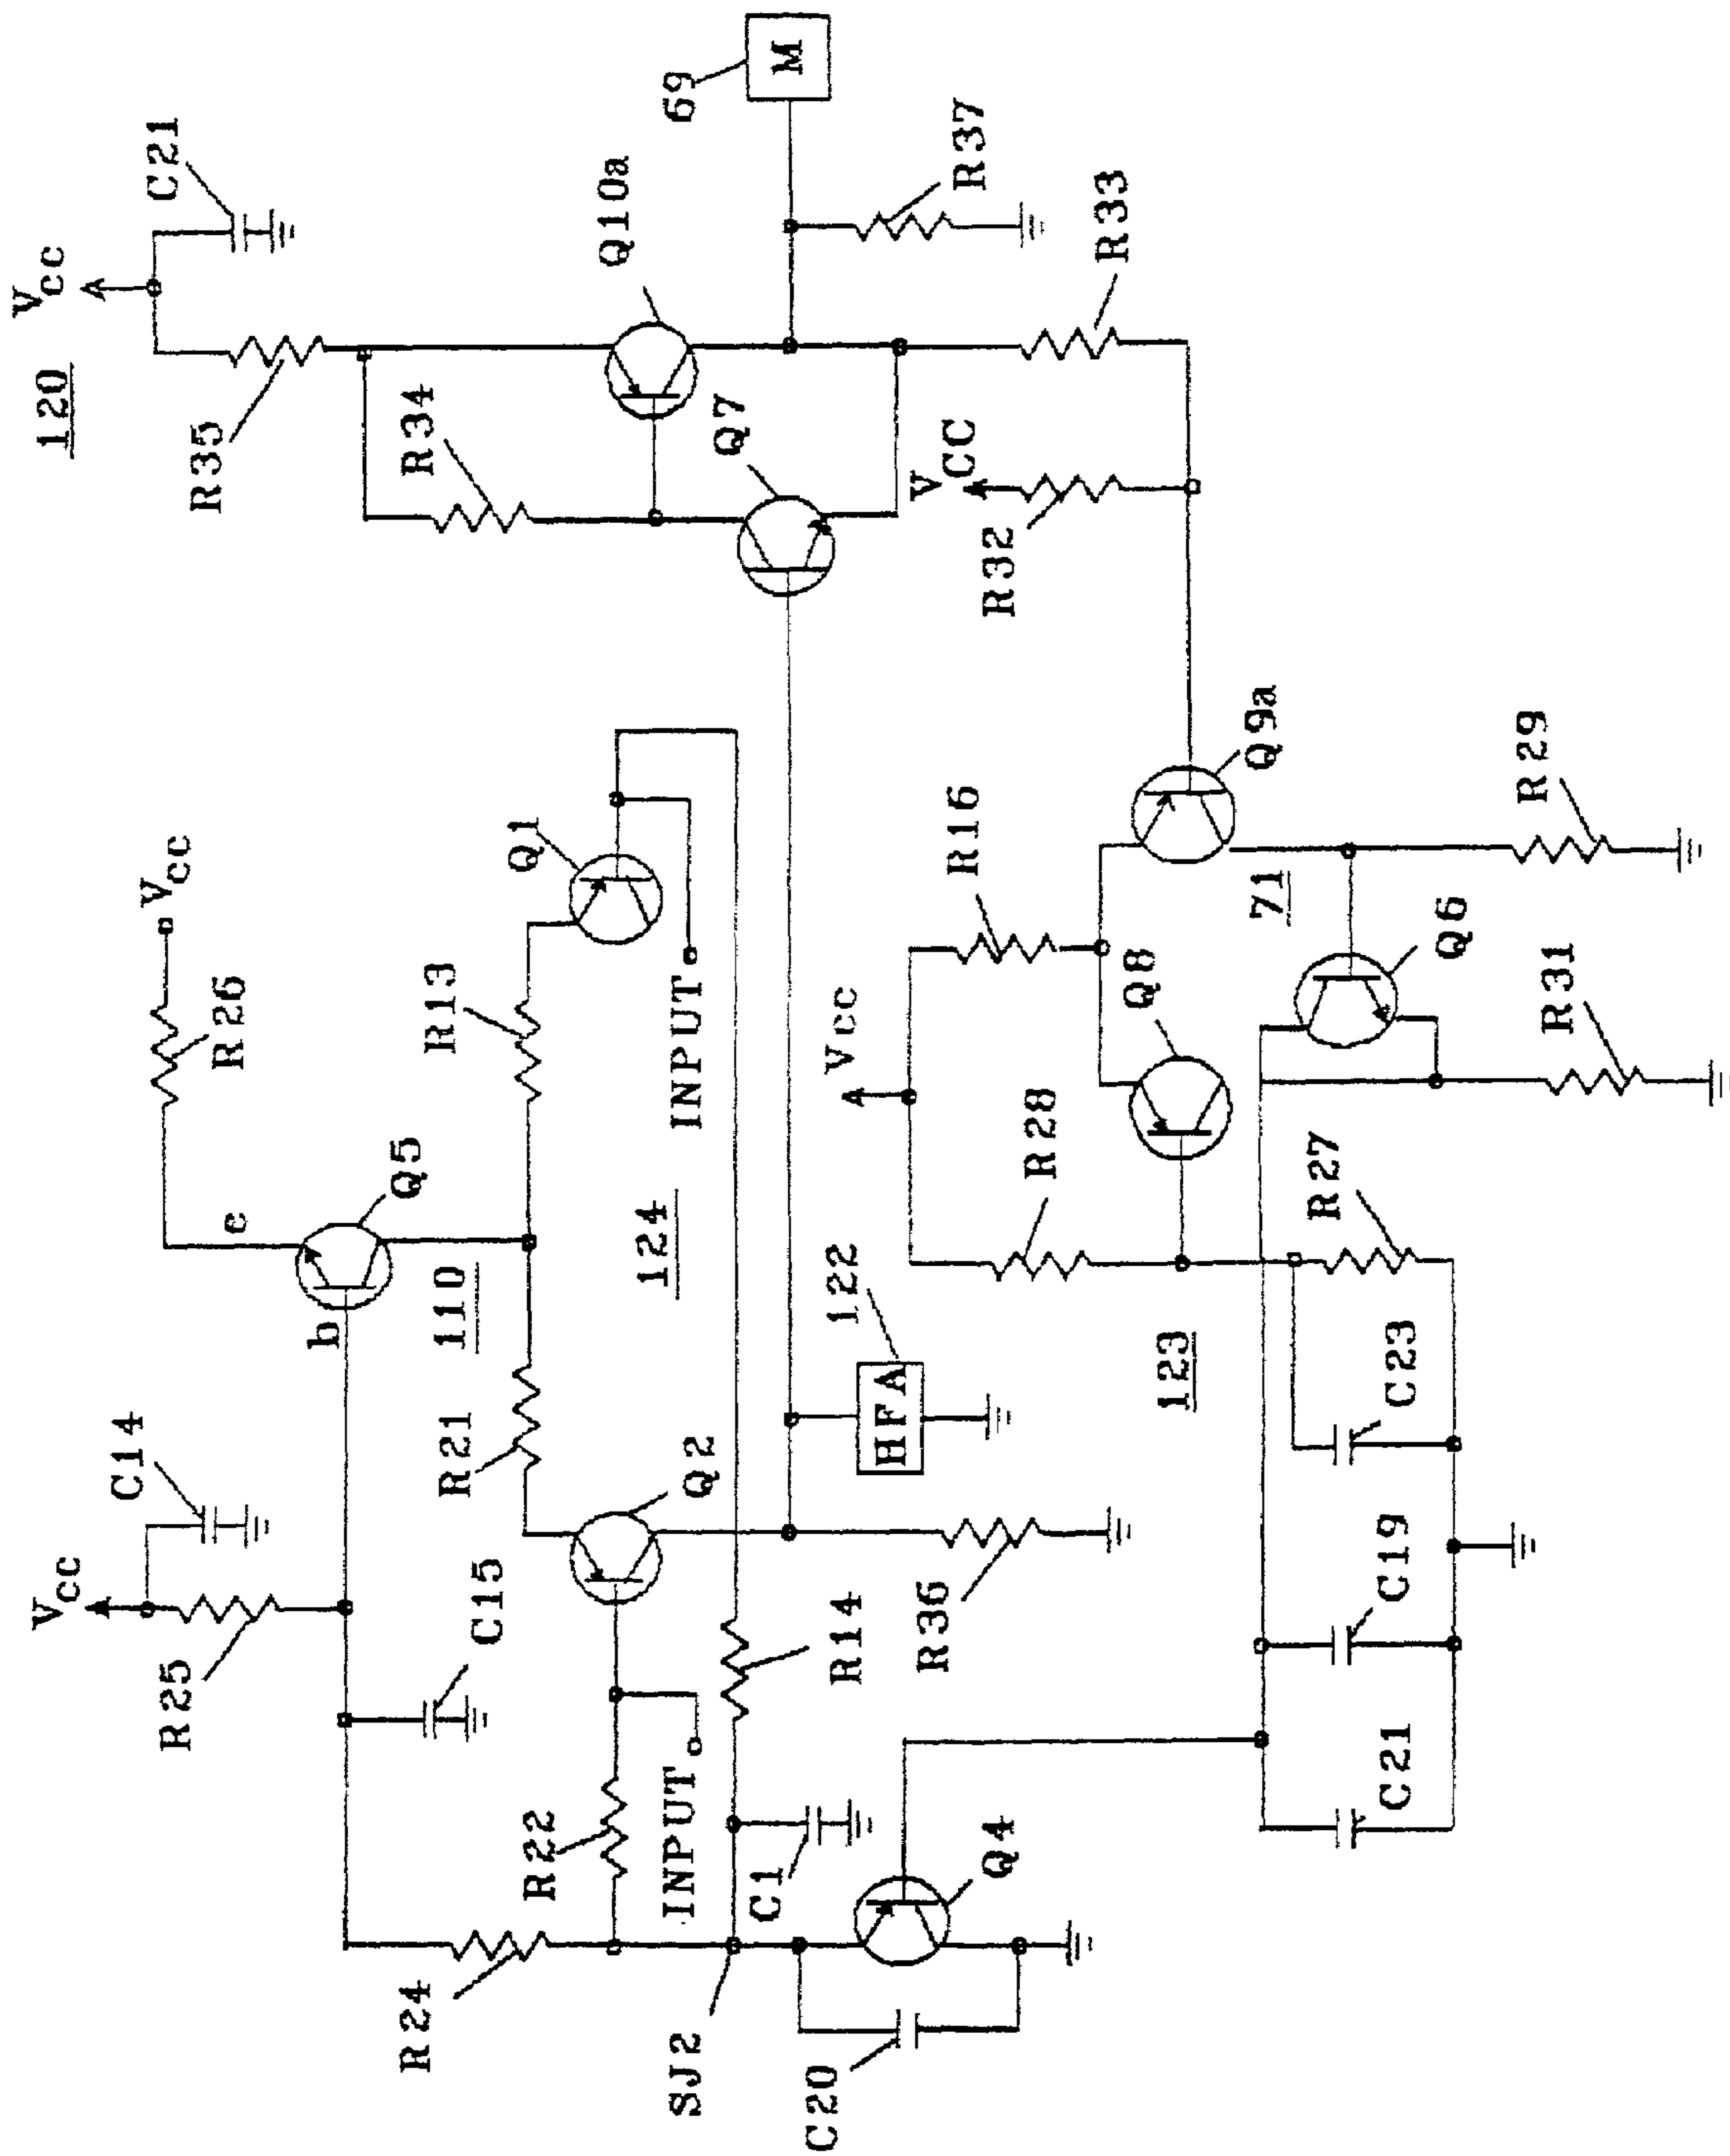 120
Vcc
C21
R35
R34
Q10a
69
M
Q7
R37
VCC
R33
R32
Vcc
R26
Q5
c
b
110
R13
Q1
INPUT
124
Vcc
C14
R25
C15
R21
Q2
R22
INPUT
R24
SJ2
C1
R14
R36
HFA
122
Q4
C20
Vcc
R16
R28
Q8
Q9a
71
Q6
R29
R31
123
R27
C23
C19
C21